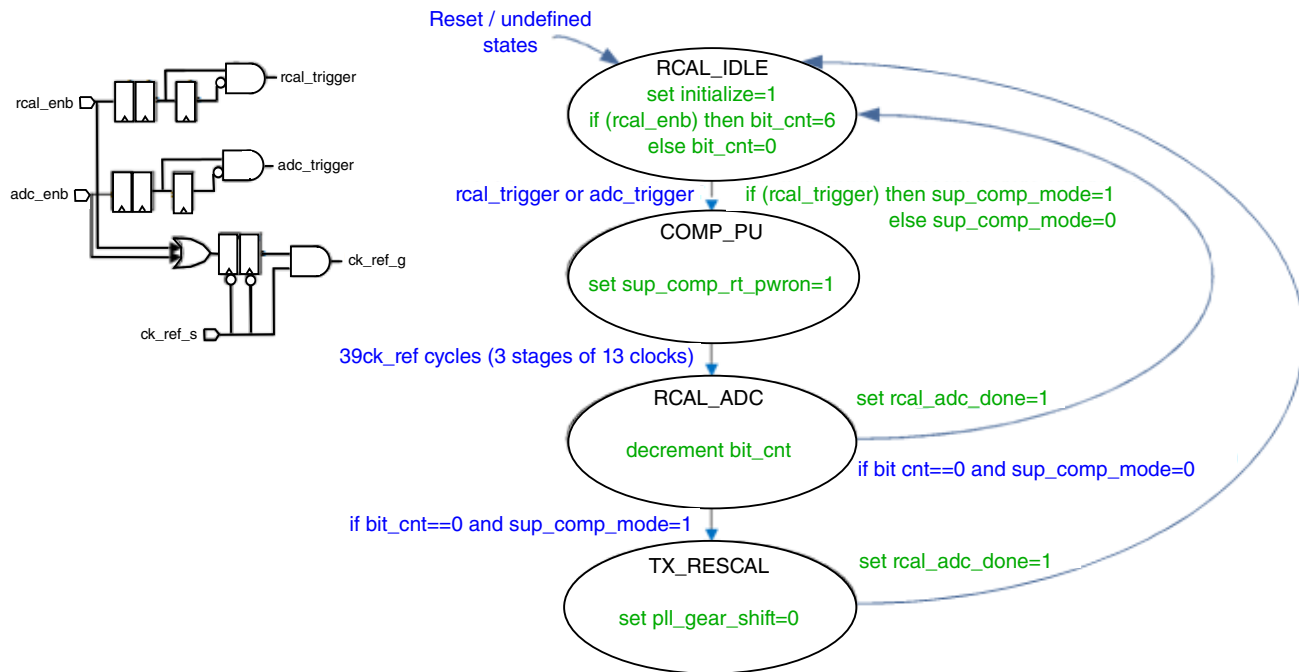 Reset / undefined
states
rcal_enb
rcal_trigger
adc_enb
adc_trigger
ck_ref_g
ck_ref_s
RCAL_IDLE
set initialize=1
if (rcal_enb) then bit_cnt=6
else bit_cnt=0
rcal_trigger or adc_trigger
if (rcal_trigger) then sup_comp_mode=1
else sup_comp_mode=0
COMP_PU
set sup_comp_rt_pwron=1
39ck_ref cycles (3 stages of 13 clocks)
RCAL_ADC
decrement bit_cnt
set rcal_adc_done=1
if bit cnt==0 and sup_comp_mode=0
if bit_cnt==0 and sup_comp_mode=1
TX_RESCAL
set pll_gear_shift=0
set rcal_adc_done=1